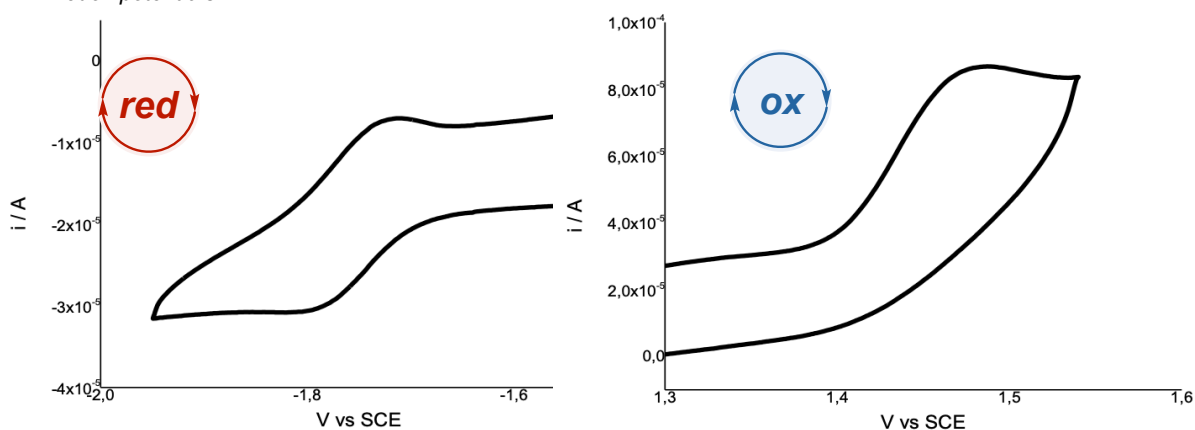 0
-1x10-5
-2x10-5
-3x10-5
-4x10-5
i / A
red
-2,0
-1,8
-1,6
V vs SCE
1,0x10-4
8,0x10-5
6,0x10-5
4,0x10-5
2,0x10-5
0,0
i / A
ox
1,3
1,4
1,5
1,6
V vs SCE